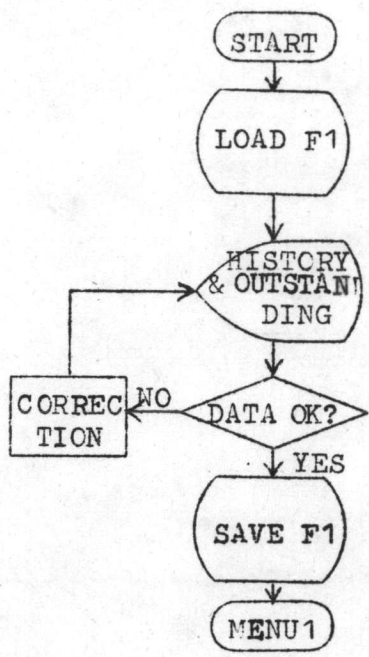 START
LOAD F1
HISTORY
& OUTSTAN
DING
DATA OK?
NO
CORREC
TION
YES
SAVE F1
MENU1